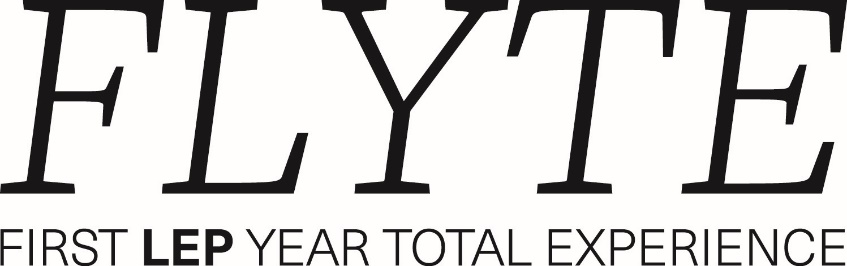 FLYTE
FIRST LEP YEAR TOTAL EXPERIENCE